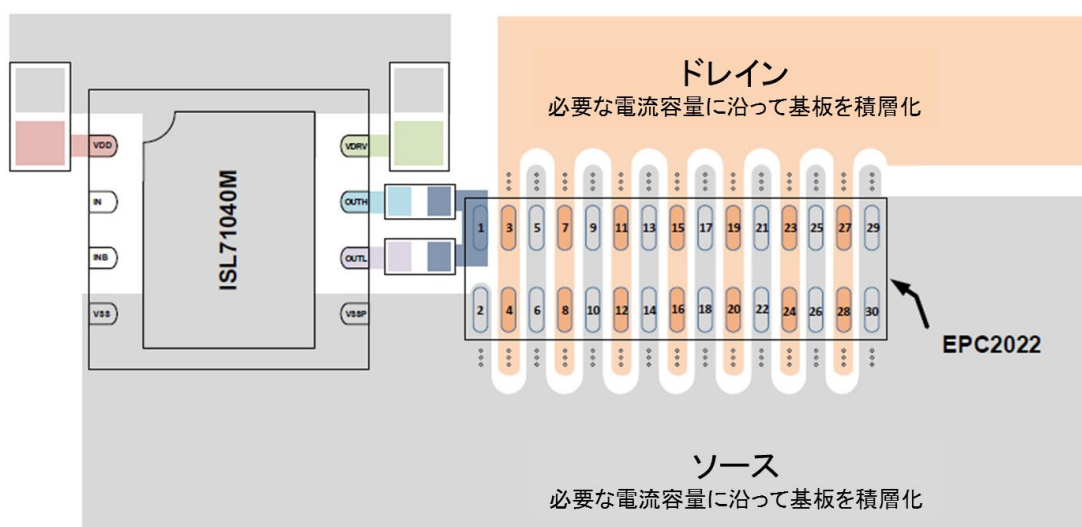 ドレイン
必要な電流容量に沿って基板を積層化
VDD
IN
INB
VSS
ISL71040M
VDRV
OUTH
OUTL
VSSP
1 3 5 7 9 11 13 15 17 19 21 23 25 27 29
2 4 6 8 10 12 14 16 18 20 22 24 26 28 30
EPC2022
ソース
必要な電流容量に沿って基板を積層化